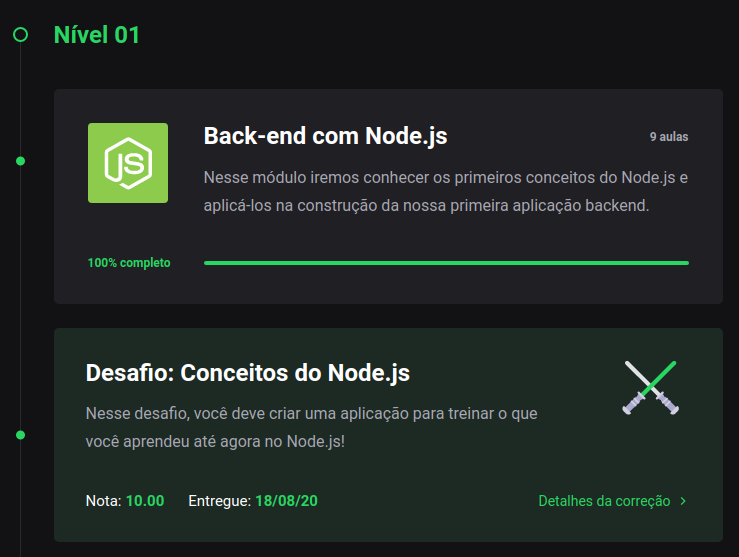 Nível 01
JS
Back-end com Node.js
9 aulas
Nesse módulo iremos conhecer os primeiros conceitos do Node.js e
aplicá-los na construção da nossa primeira aplicação backend.
100% completo
Desafio: Conceitos do Node.js
Nesse desafio, você deve criar uma aplicação para treinar o que
você aprendeu até agora no Node.js!
Nota: 10.00 Entregue: 18/08/20
Detalhes da correção